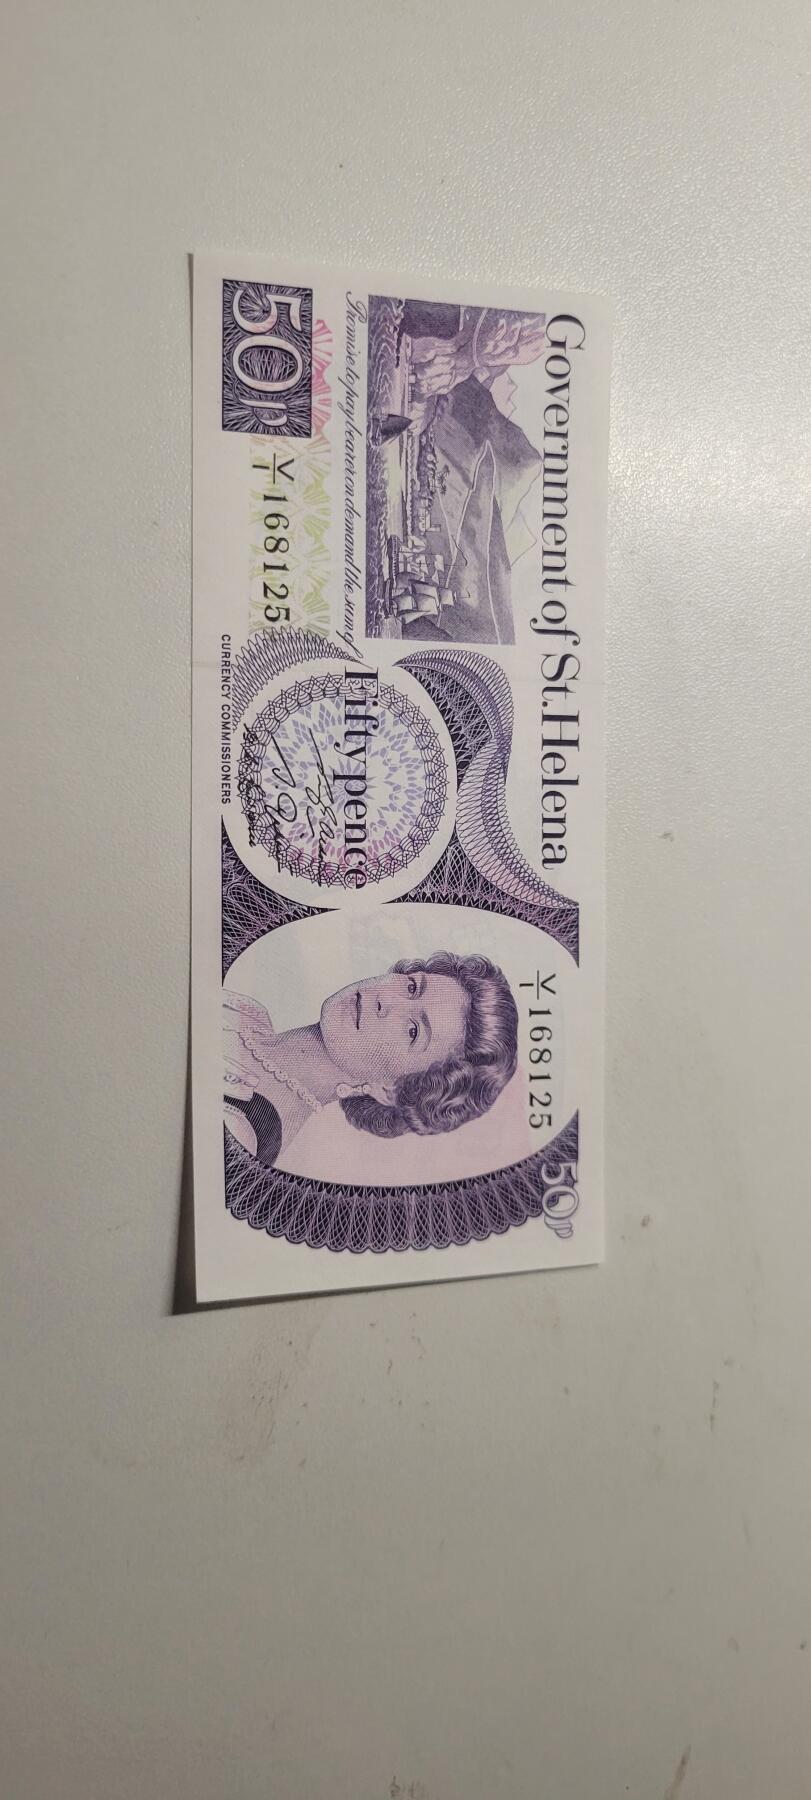 Government of St.Helena
V/1 168125
50p
Promise to pay bearer on demand the sum of
Fifty pence
50p
V/1 168125
CURRENCY COMMISSIONERS